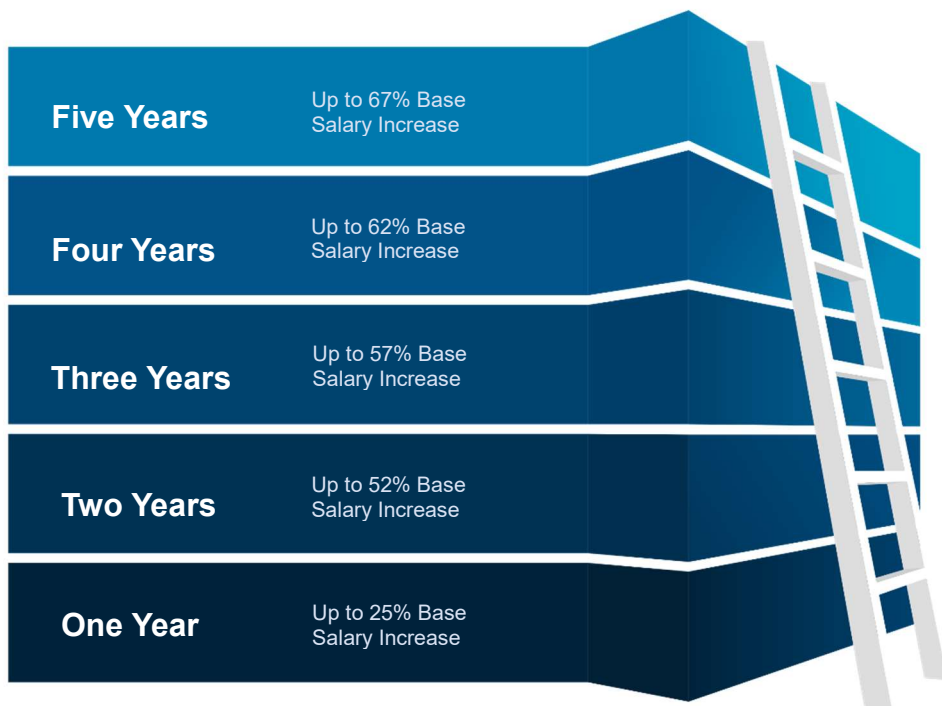 Five Years
Up to 67% Base
Salary Increase
Four Years
Up to 62% Base
Salary Increase
Three Years
Up to 57% Base
Salary Increase
Two Years
Up to 52% Base
Salary Increase
One Year
Up to 25% Base
Salary Increase